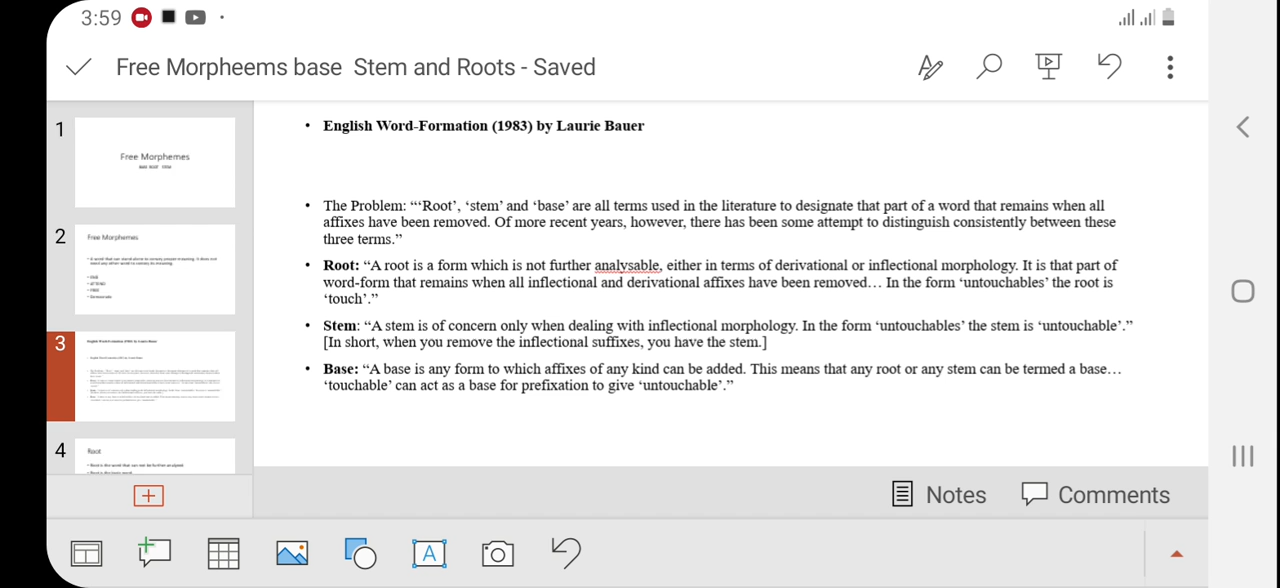 3:59
Free Morpheems base Stem and Roots - Saved
1
Free Morphemes
2
Free Morphemes
3
4
Root
• English Word-Formation (1983) by Laurie Bauer
• The Problem: “‘Root’, ‘stem’ and ‘base’ are all terms used in the literature to designate that part of a word that remains when all
affixes have been removed. Of more recent years, however, there has been some attempt to distinguish consistently between these
three terms.”
• Root: “A root is a form which is not further analysable, either in terms of derivational or inflectional morphology. It is that part of
word-form that remains when all inflectional and derivational affixes have been removed… In the form ‘untouchables’ the root is
‘touch’.”
• Stem: “A stem is of concern only when dealing with inflectional morphology. In the form ‘untouchables’ the stem is ‘untouchable’.”
[In short, when you remove the inflectional suffixes, you have the stem.]
• Base: “A base is any form to which affixes of any kind can be added. This means that any root or any stem can be termed a base…
‘touchable’ can act as a base for prefixation to give ‘untouchable’.”
Notes
Comments
A